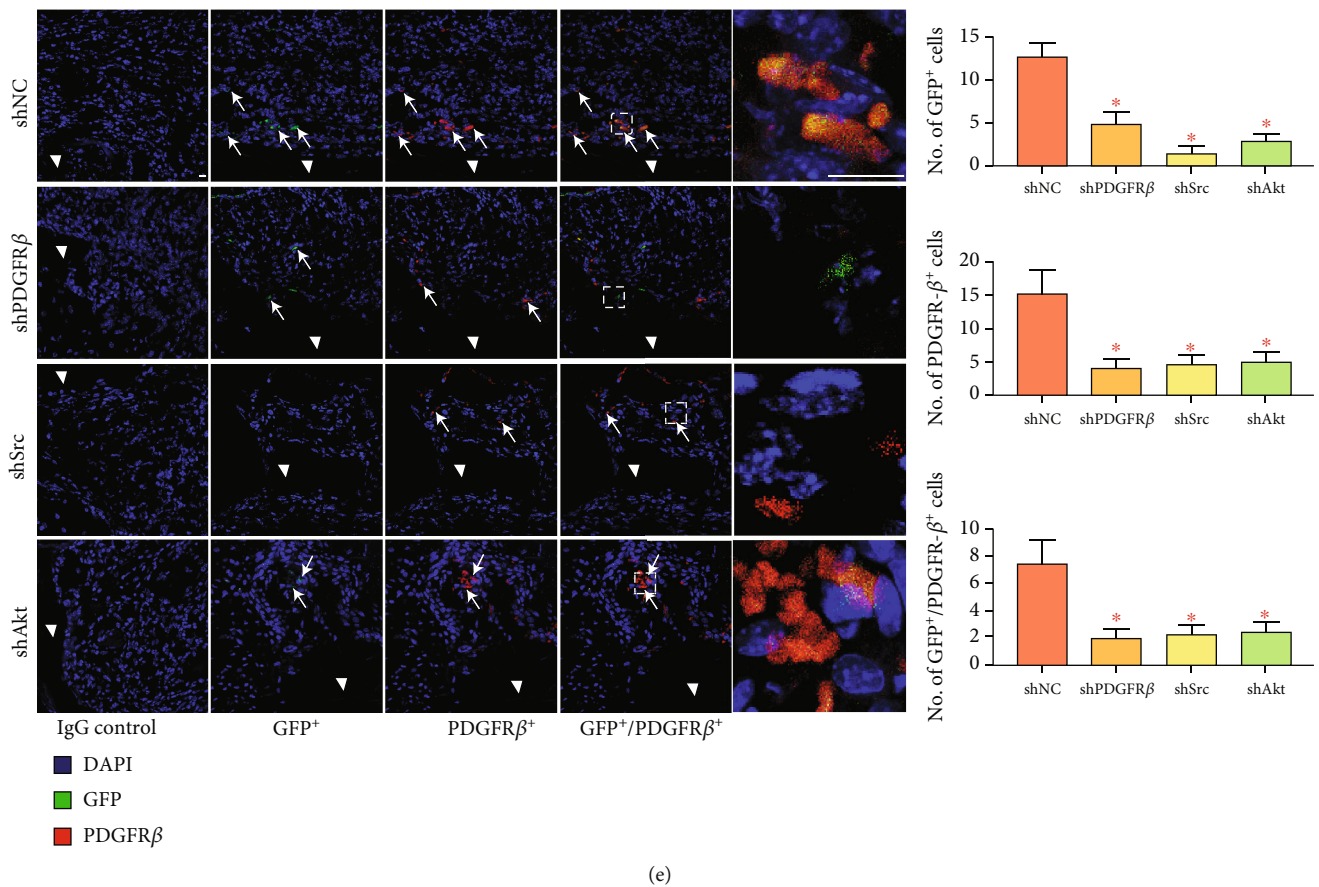 shNC
shPDGFRβ
shSrc
shAkt
IgG control
GFP⁺
PDGFRβ⁺
GFP⁺/PDGFRβ⁺
DAPI
GFP
PDGFRβ
No. of GFP⁺ cells
15
10
5
0
*
*
*
shNC
shPDGFRβ
shSrc
shAkt
No. of PDGFR-β⁺ cells
20
15
10
5
0
*
*
*
shNC
shPDGFRβ
shSrc
shAkt
No. of GFP⁺/PDGFR-β⁺ cells
10
8
6
4
2
0
*
*
*
shNC
shPDGFRβ
shSrc
shAkt
(e)